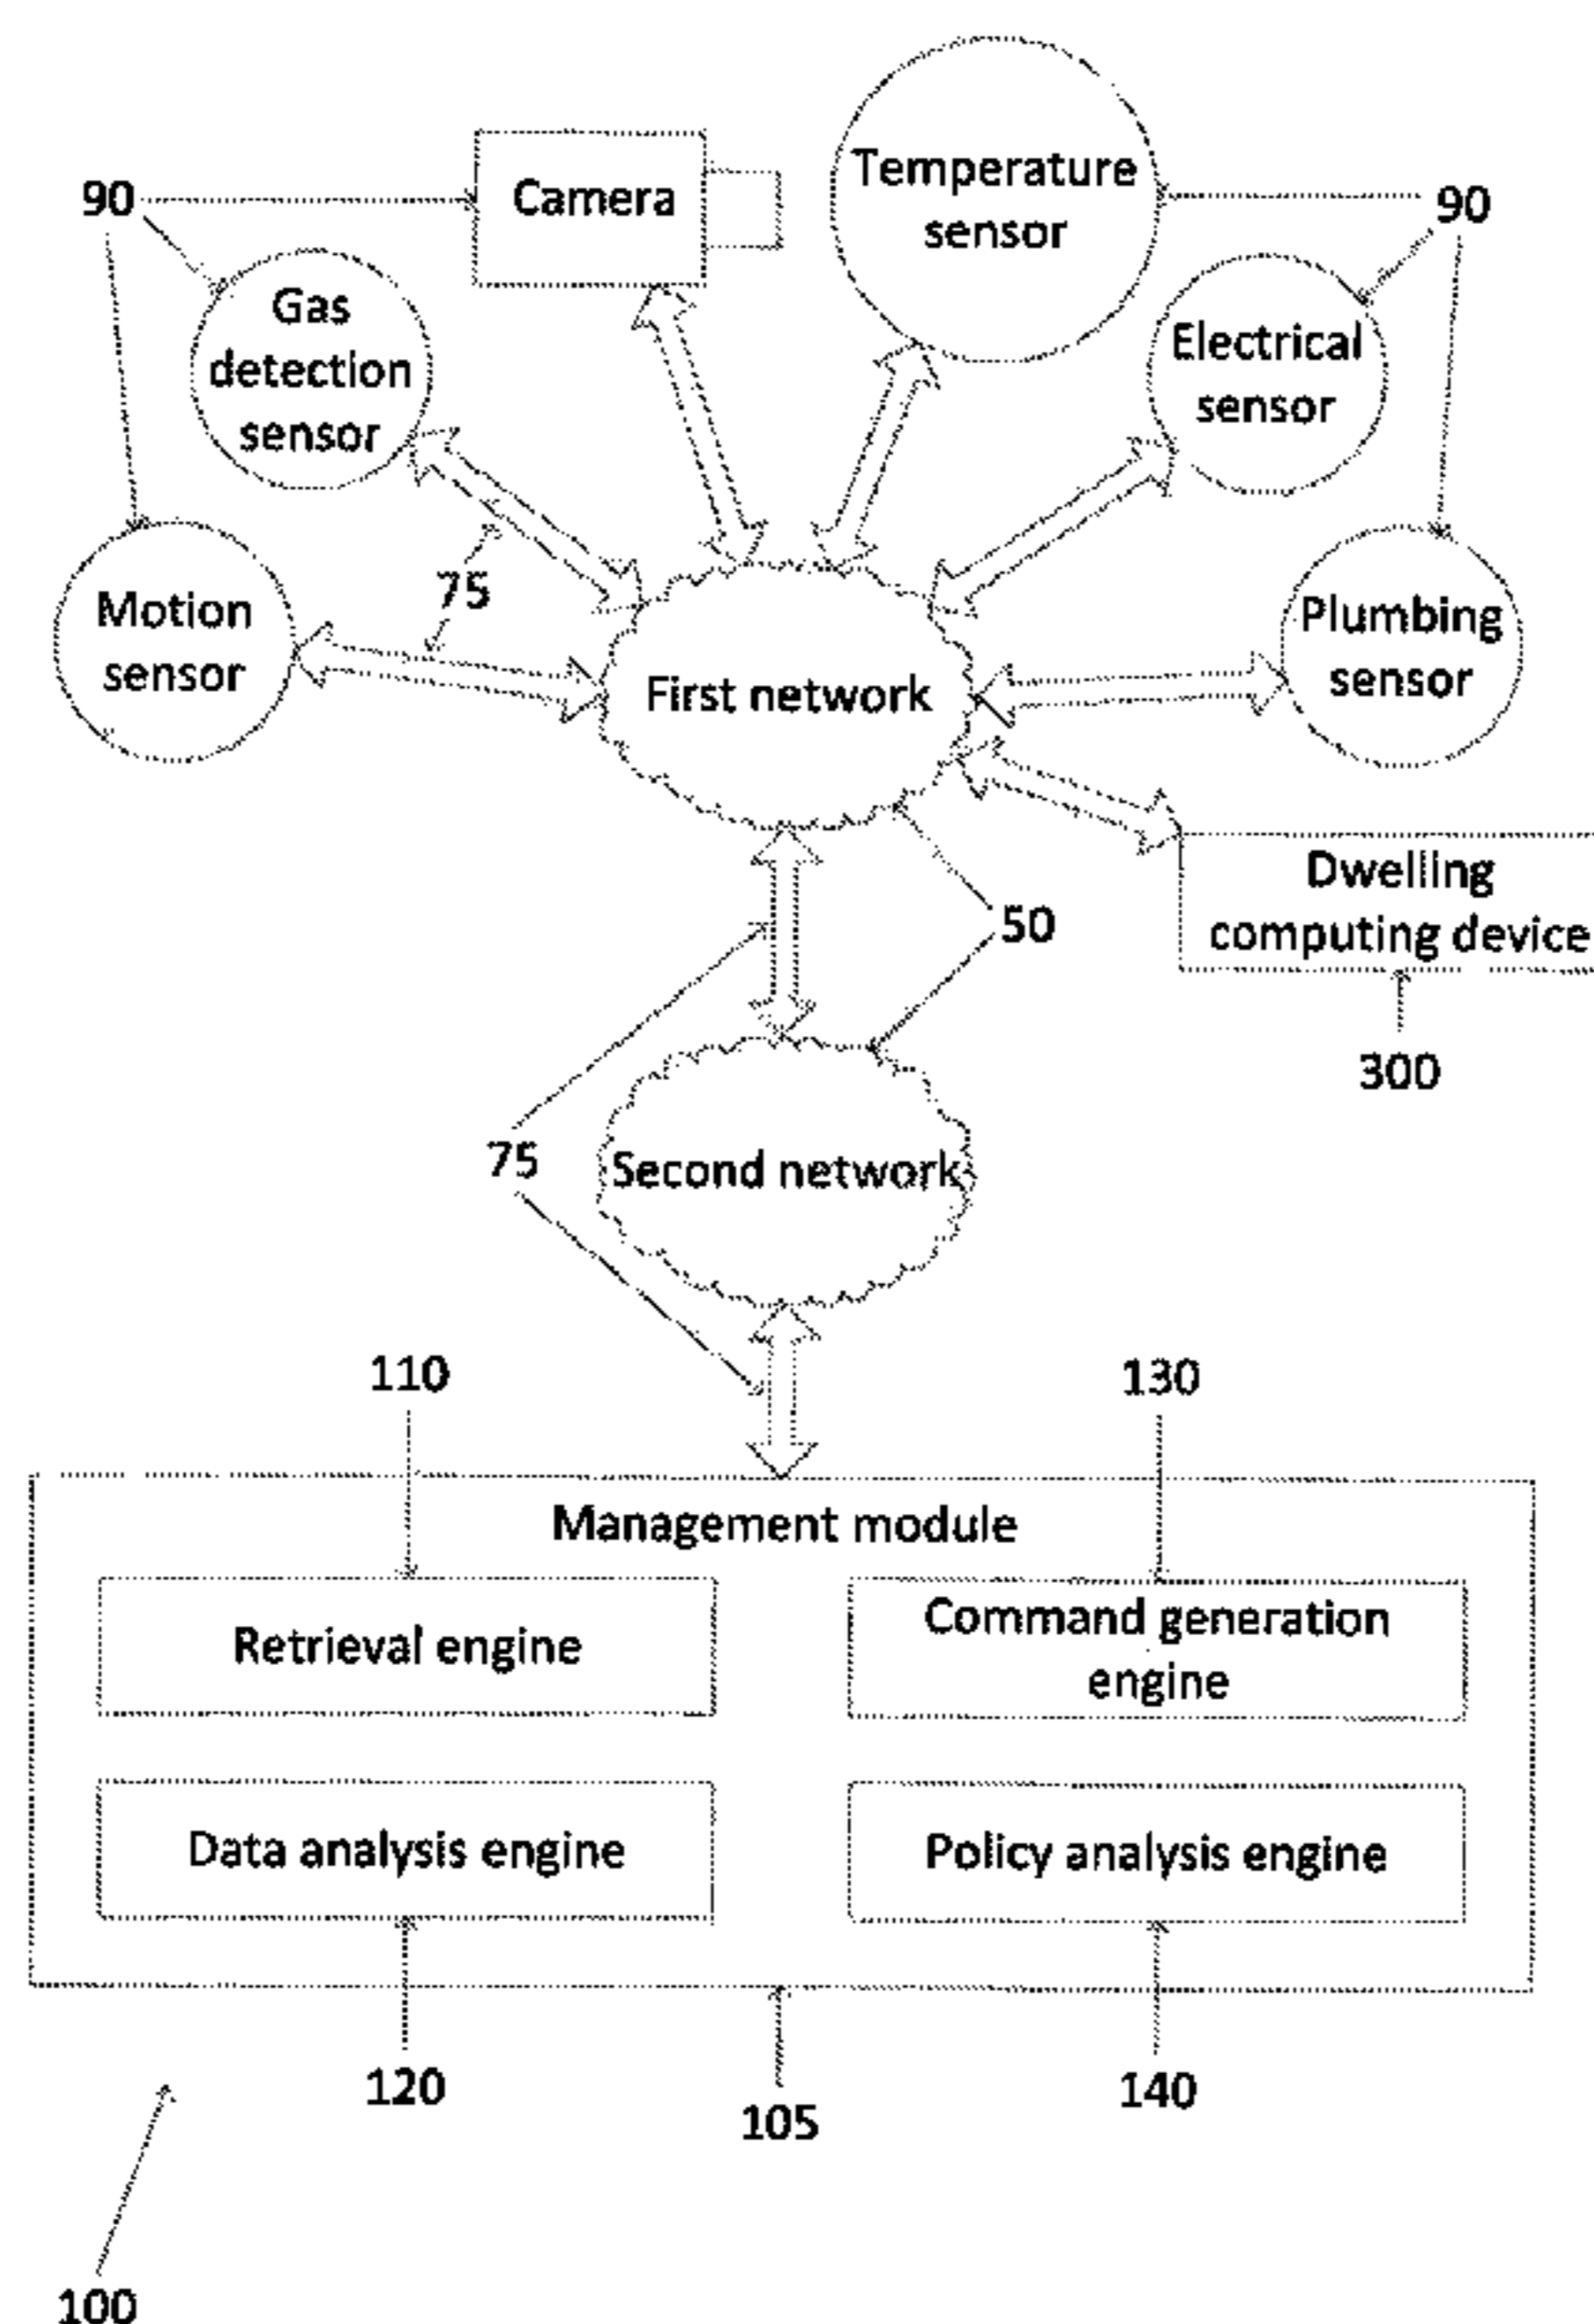 90
Camera
Temperature
sensor
90
Gas
detection
sensor
Electrical
sensor
75
Motion
sensor
First network
Plumbing
sensor
Dwelling
computing device
50
300
75
Second network
110
130
Management module
Retrieval engine
Command generation
engine
Data analysis engine
Policy analysis engine
120
105
140
100